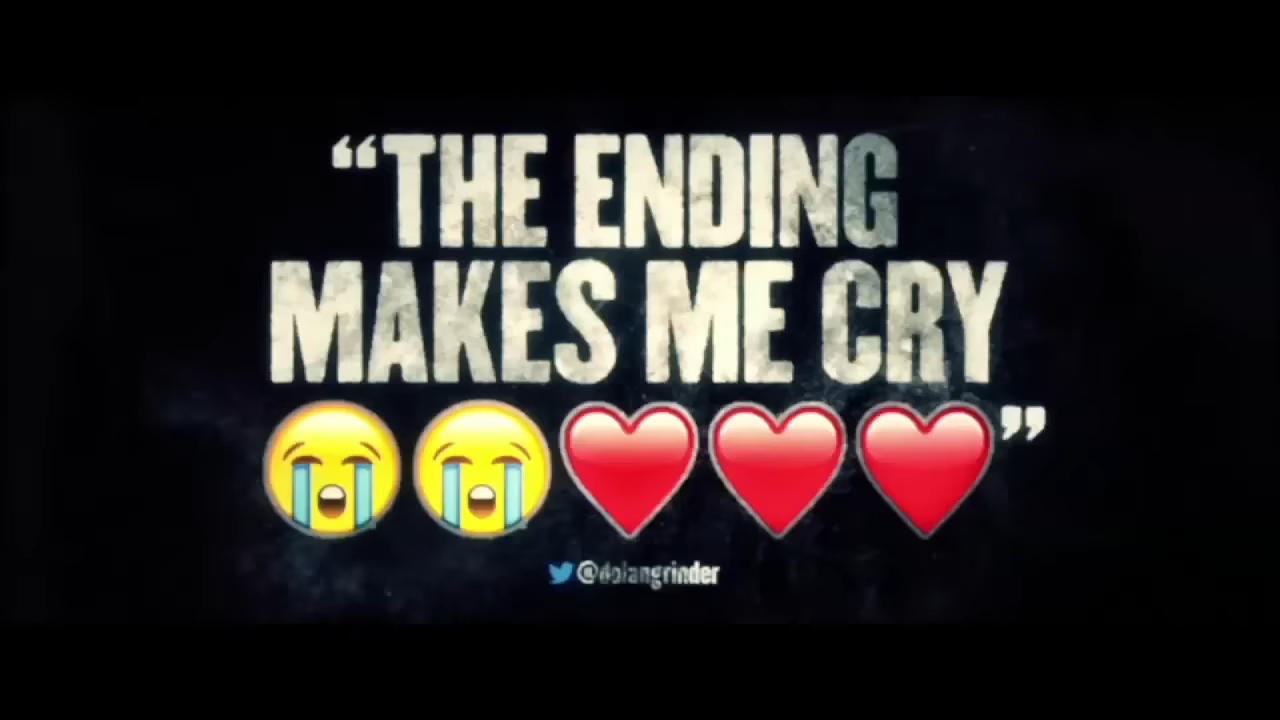 “THE ENDING
MAKES ME CRY
😭😭❤️❤️❤️”
@dolangrinder